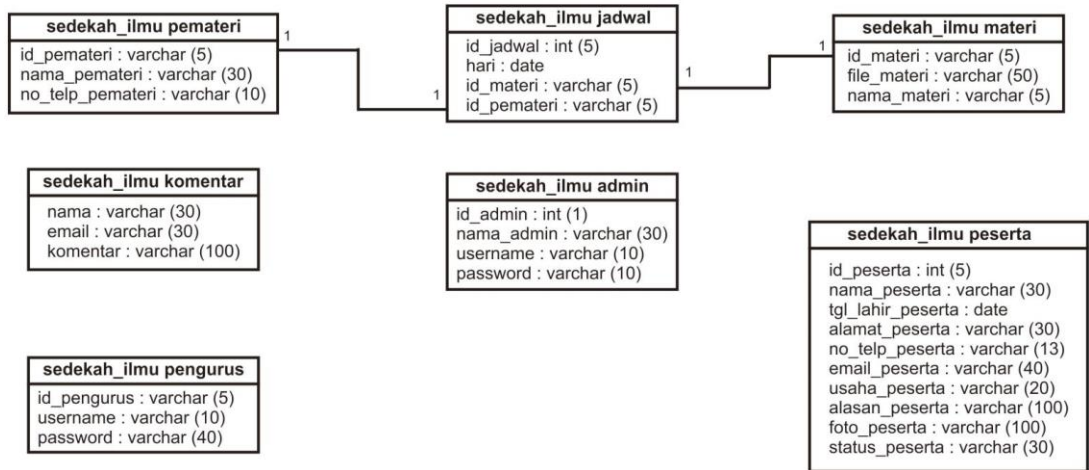 sedekah_ilmu pemateri
id_pemateri : varchar (5)
nama_pemateri : varchar (30)
no_telp_pemateri : varchar (10)
1
1
sedekah_ilmu jadwal
id_jadwal : int (5)
hari : date
id_materi : varchar (5)
id_pemateri : varchar (5)
1
1
sedekah_ilmu materi
id_materi : varchar (5)
file_materi : varchar (50)
nama_materi : varchar (5)
sedekah_ilmu komentar
nama : varchar (30)
email : varchar (30)
komentar : varchar (100)
sedekah_ilmu admin
id_admin : int (1)
nama_admin : varchar (30)
username : varchar (10)
password : varchar (10)
sedekah_ilmu peserta
id_peserta : int (5)
nama_peserta : varchar (30)
tgl_lahir_peserta : date
alamat_peserta : varchar (30)
no_telp_peserta : varchar (13)
email_peserta : varchar (40)
usaha_peserta : varchar (20)
alasan_peserta : varchar (100)
foto_peserta : varchar (100)
status_peserta : varchar (30)
sedekah_ilmu pengurus
id_pengurus : varchar (5)
username : varchar (10)
password : varchar (40)